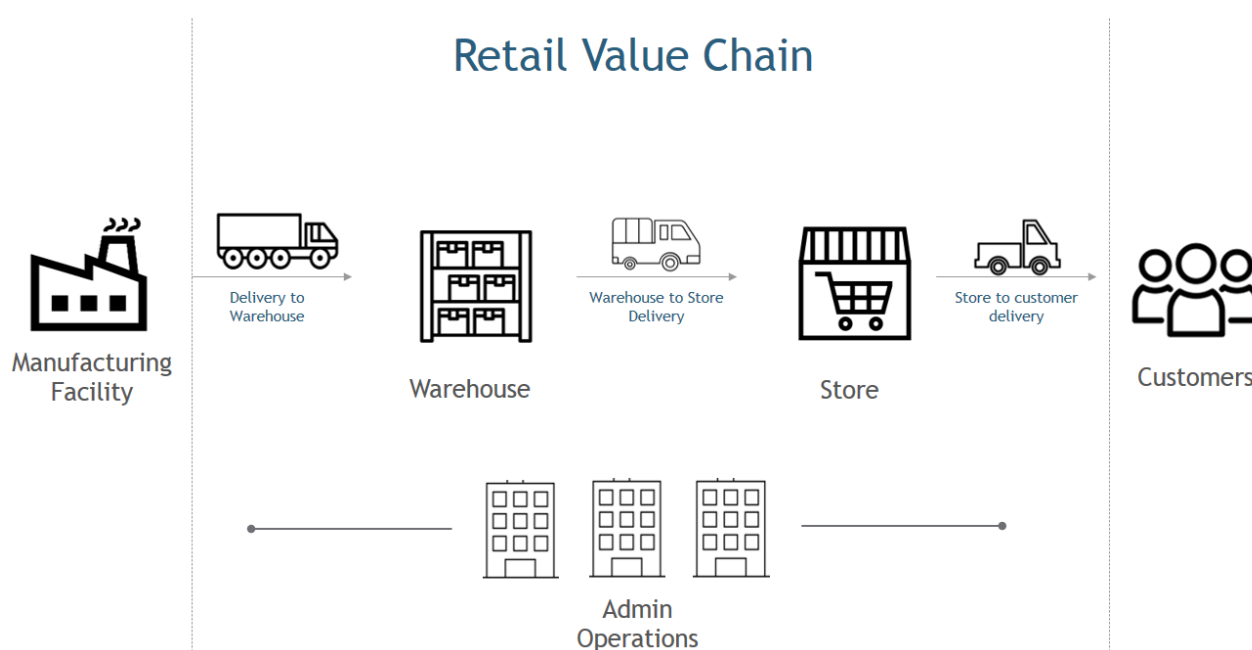 Retail Value Chain
Delivery to
Warehouse
Warehouse to Store
Delivery
Store to customer
delivery
Manufacturing
Facility
Warehouse
Store
Customers
Admin
Operations